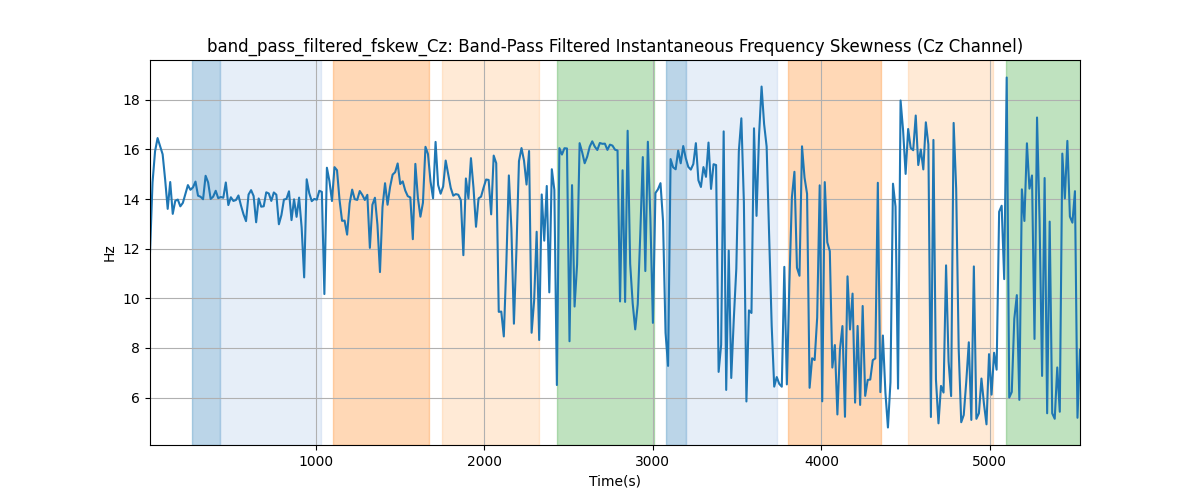 band_pass_filtered_fskew_Cz: Band-Pass Filtered Instantaneous Frequency Skewness (Cz Channel)
18
16
14
12
10
8
6
Hz
1000 2000 3000 4000 5000
Time(s)